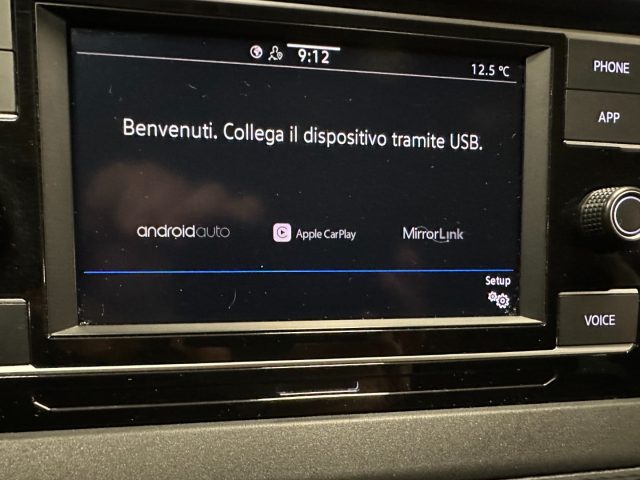 9:12
12.5 °C
PHONE
APP
Benvenuti. Collega il dispositivo tramite USB.
androidauto Apple CarPlay MirrorLink
Setup
VOICE